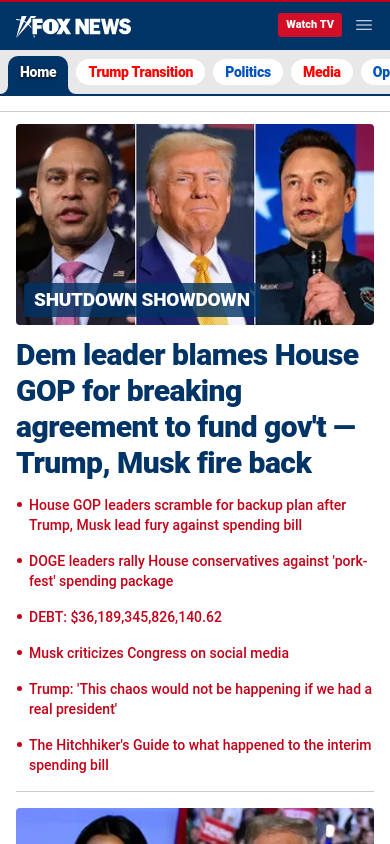 FOX NEWS
Watch TV
Home
Trump Transition
Politics
Media
Op
MUSK
SHUTDOWN SHOWDOWN
Dem leader blames House
GOP for breaking
agreement to fund gov't —
Trump, Musk fire back
House GOP leaders scramble for backup plan after
Trump, Musk lead fury against spending bill
DOGE leaders rally House conservatives against 'pork-
fest' spending package
DEBT: $36,189,345,826,140.62
Musk criticizes Congress on social media
Trump: 'This chaos would not be happening if we had a
real president'
The Hitchhiker's Guide to what happened to the interim
spending bill